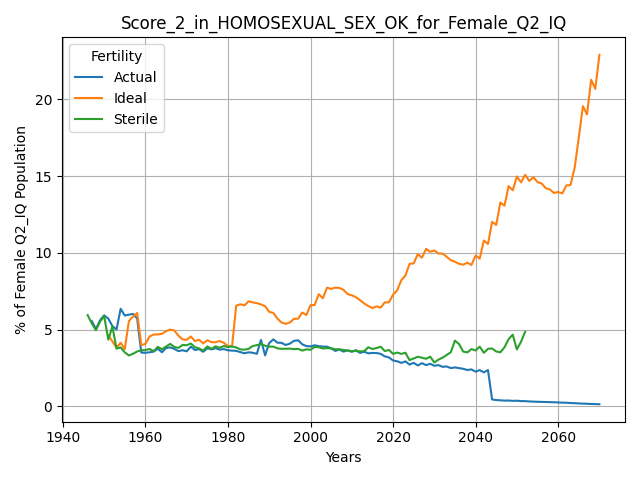 Score_2_in_HOMOSEXUAL_SEX_OK_for_Female_Q2_IQ
Fertility
Actual
Ideal
Sterile
% of Female Q2_IQ Population
20
15
10
5
0
1940
1960
1980
2000
2020
2040
2060
Years